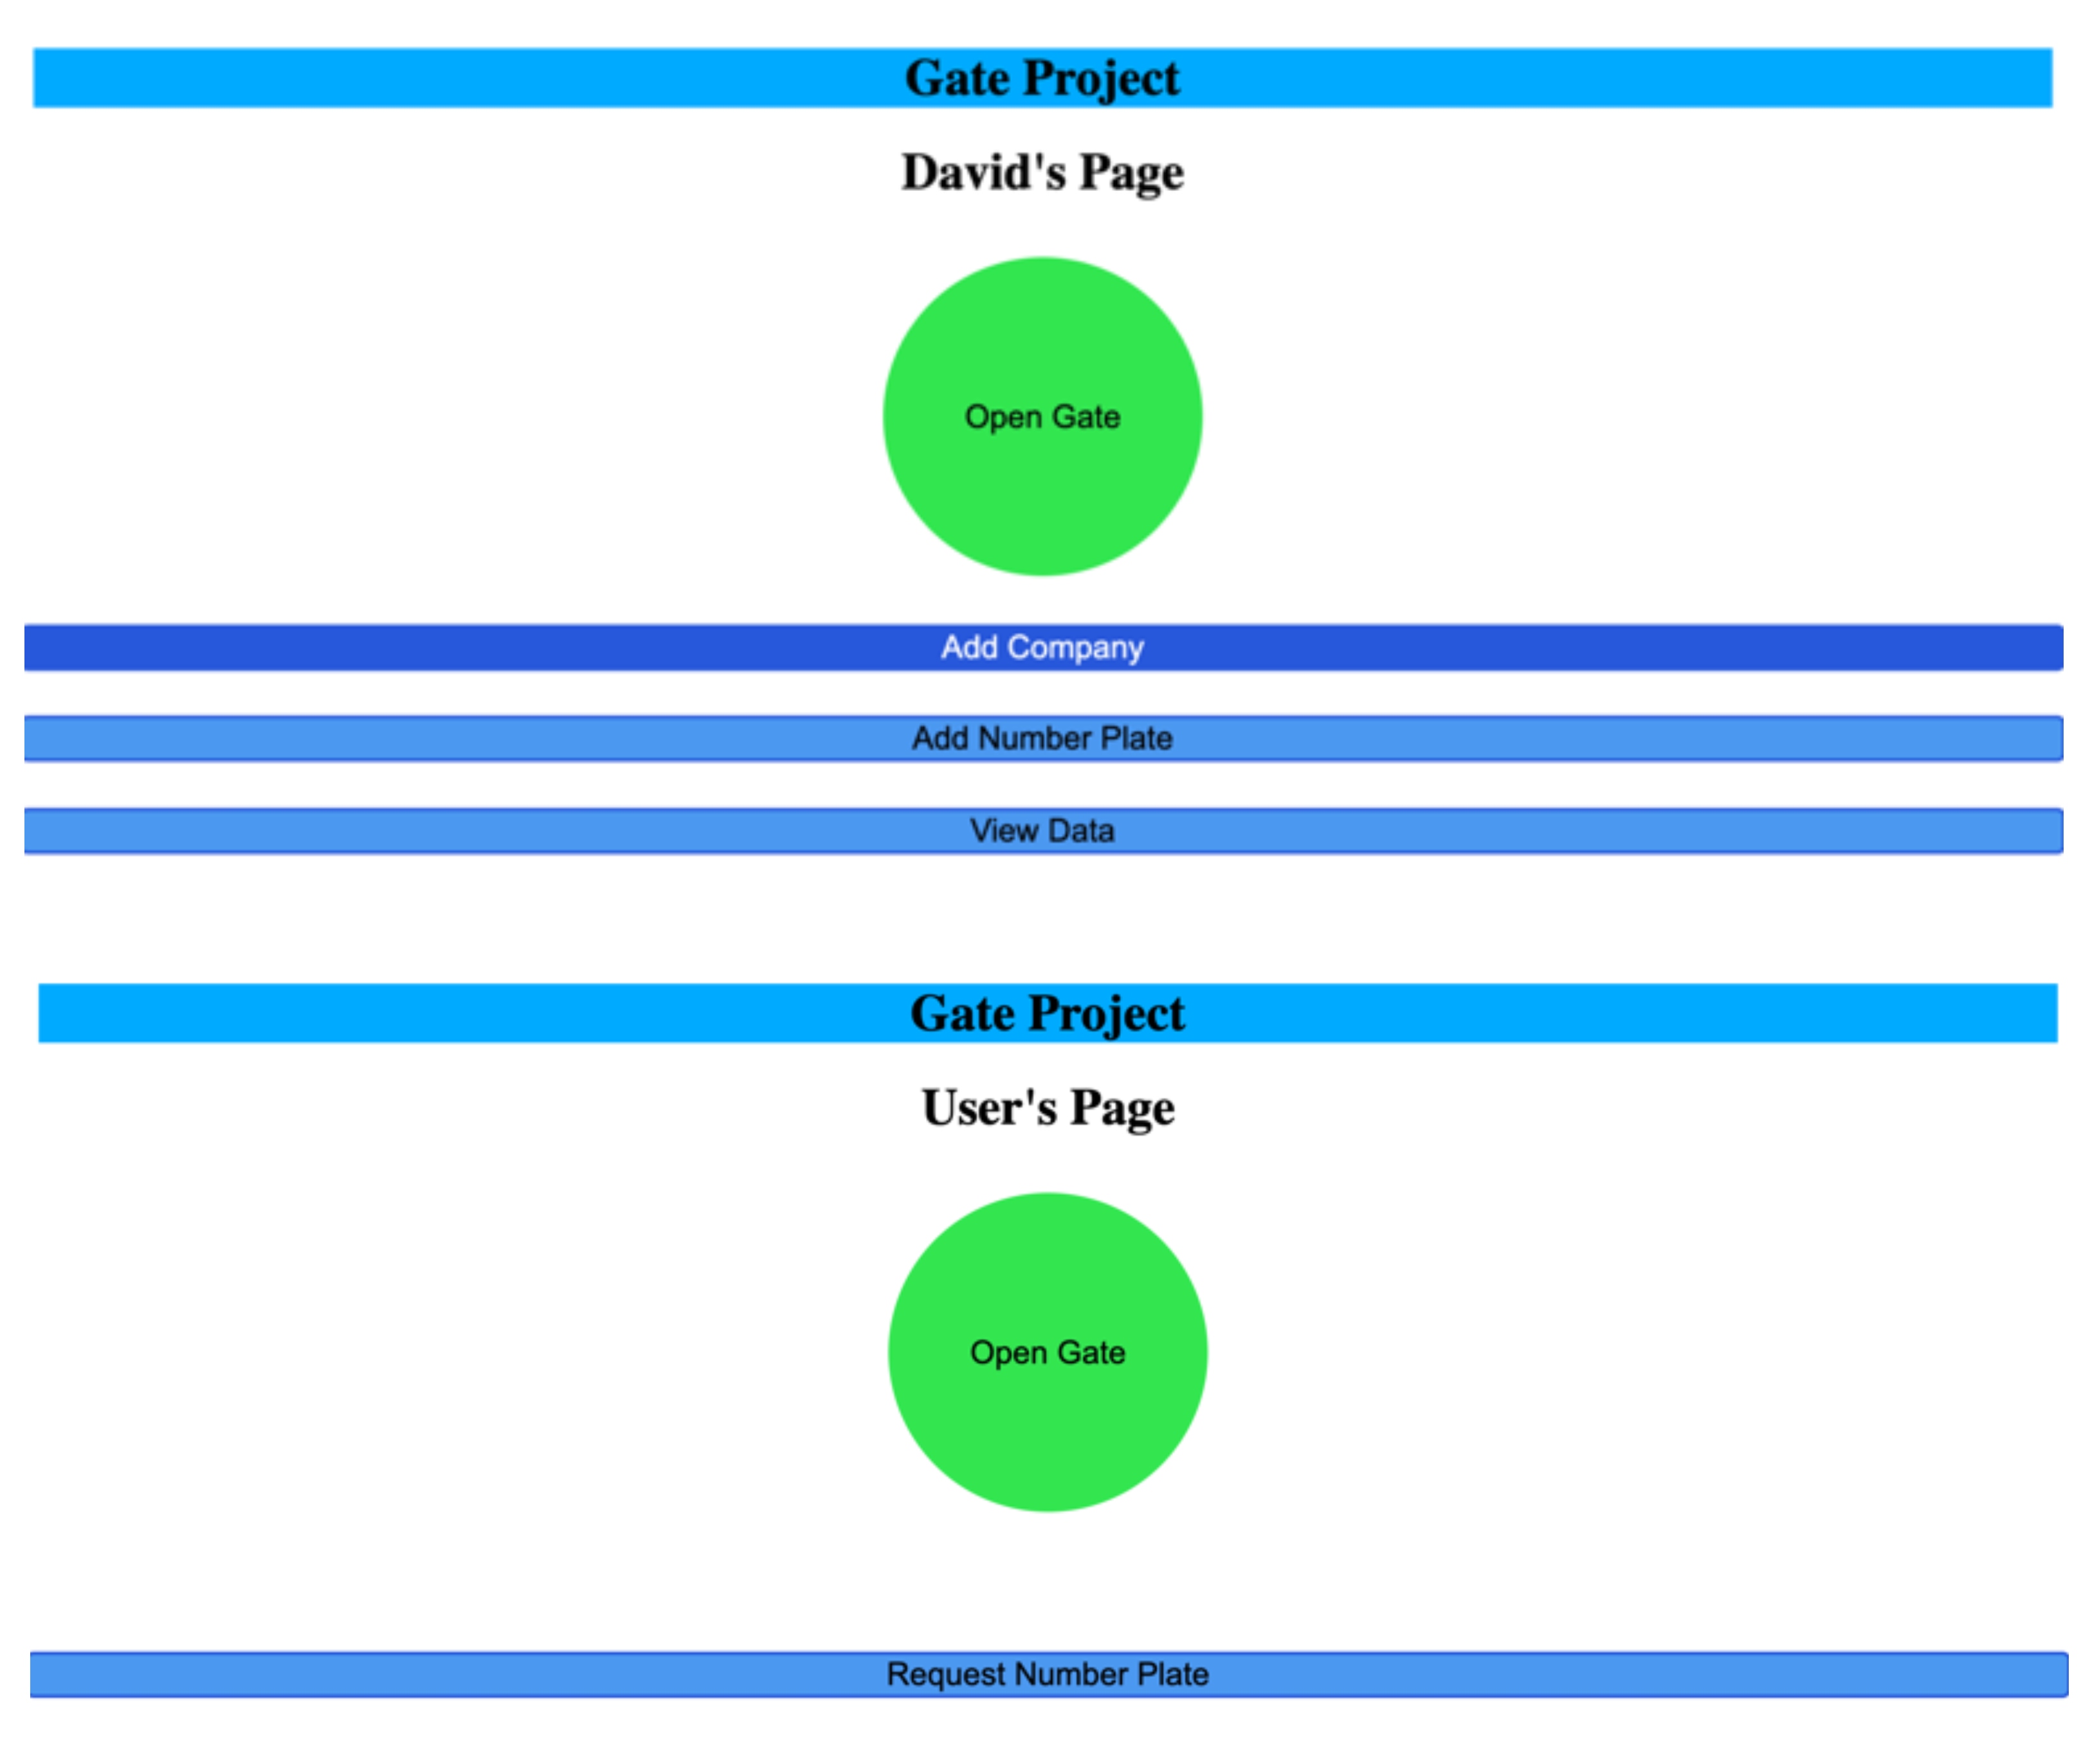 Gate Project
David's Page
Open Gate
Add Company
Add Number Plate
View Data
Gate Project
User's Page
Open Gate
Request Number Plate